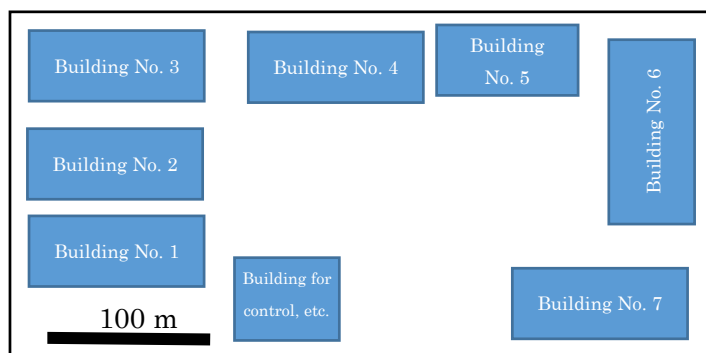 Building No. 3
Building No. 4
Building
No. 5
Building No. 6
Building No. 2
Building No. 1
Building for
control, etc.
Building No. 7
100 m